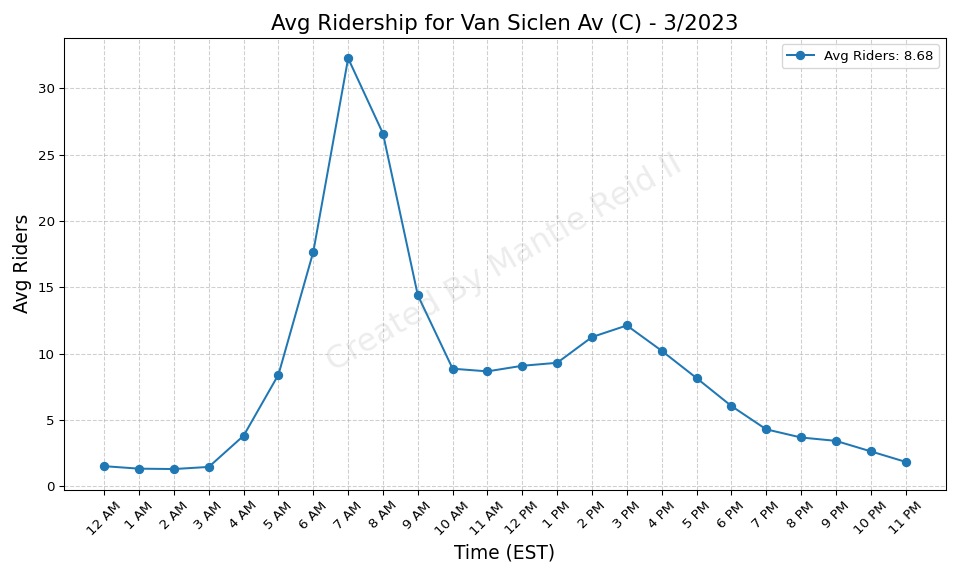 Avg Ridership for Van Siclen Av (C) - 3/2023
Avg Riders: 8.68
Created By Mantle Reid II
Avg Riders
30
25
20
15
10
5
0
12 AM
1 AM
2 AM
3 AM
4 AM
5 AM
6 AM
7 AM
8 AM
9 AM
10 AM
11 AM
12 PM
1 PM
2 PM
3 PM
4 PM
5 PM
6 PM
7 PM
8 PM
9 PM
10 PM
11 PM
Time (EST)